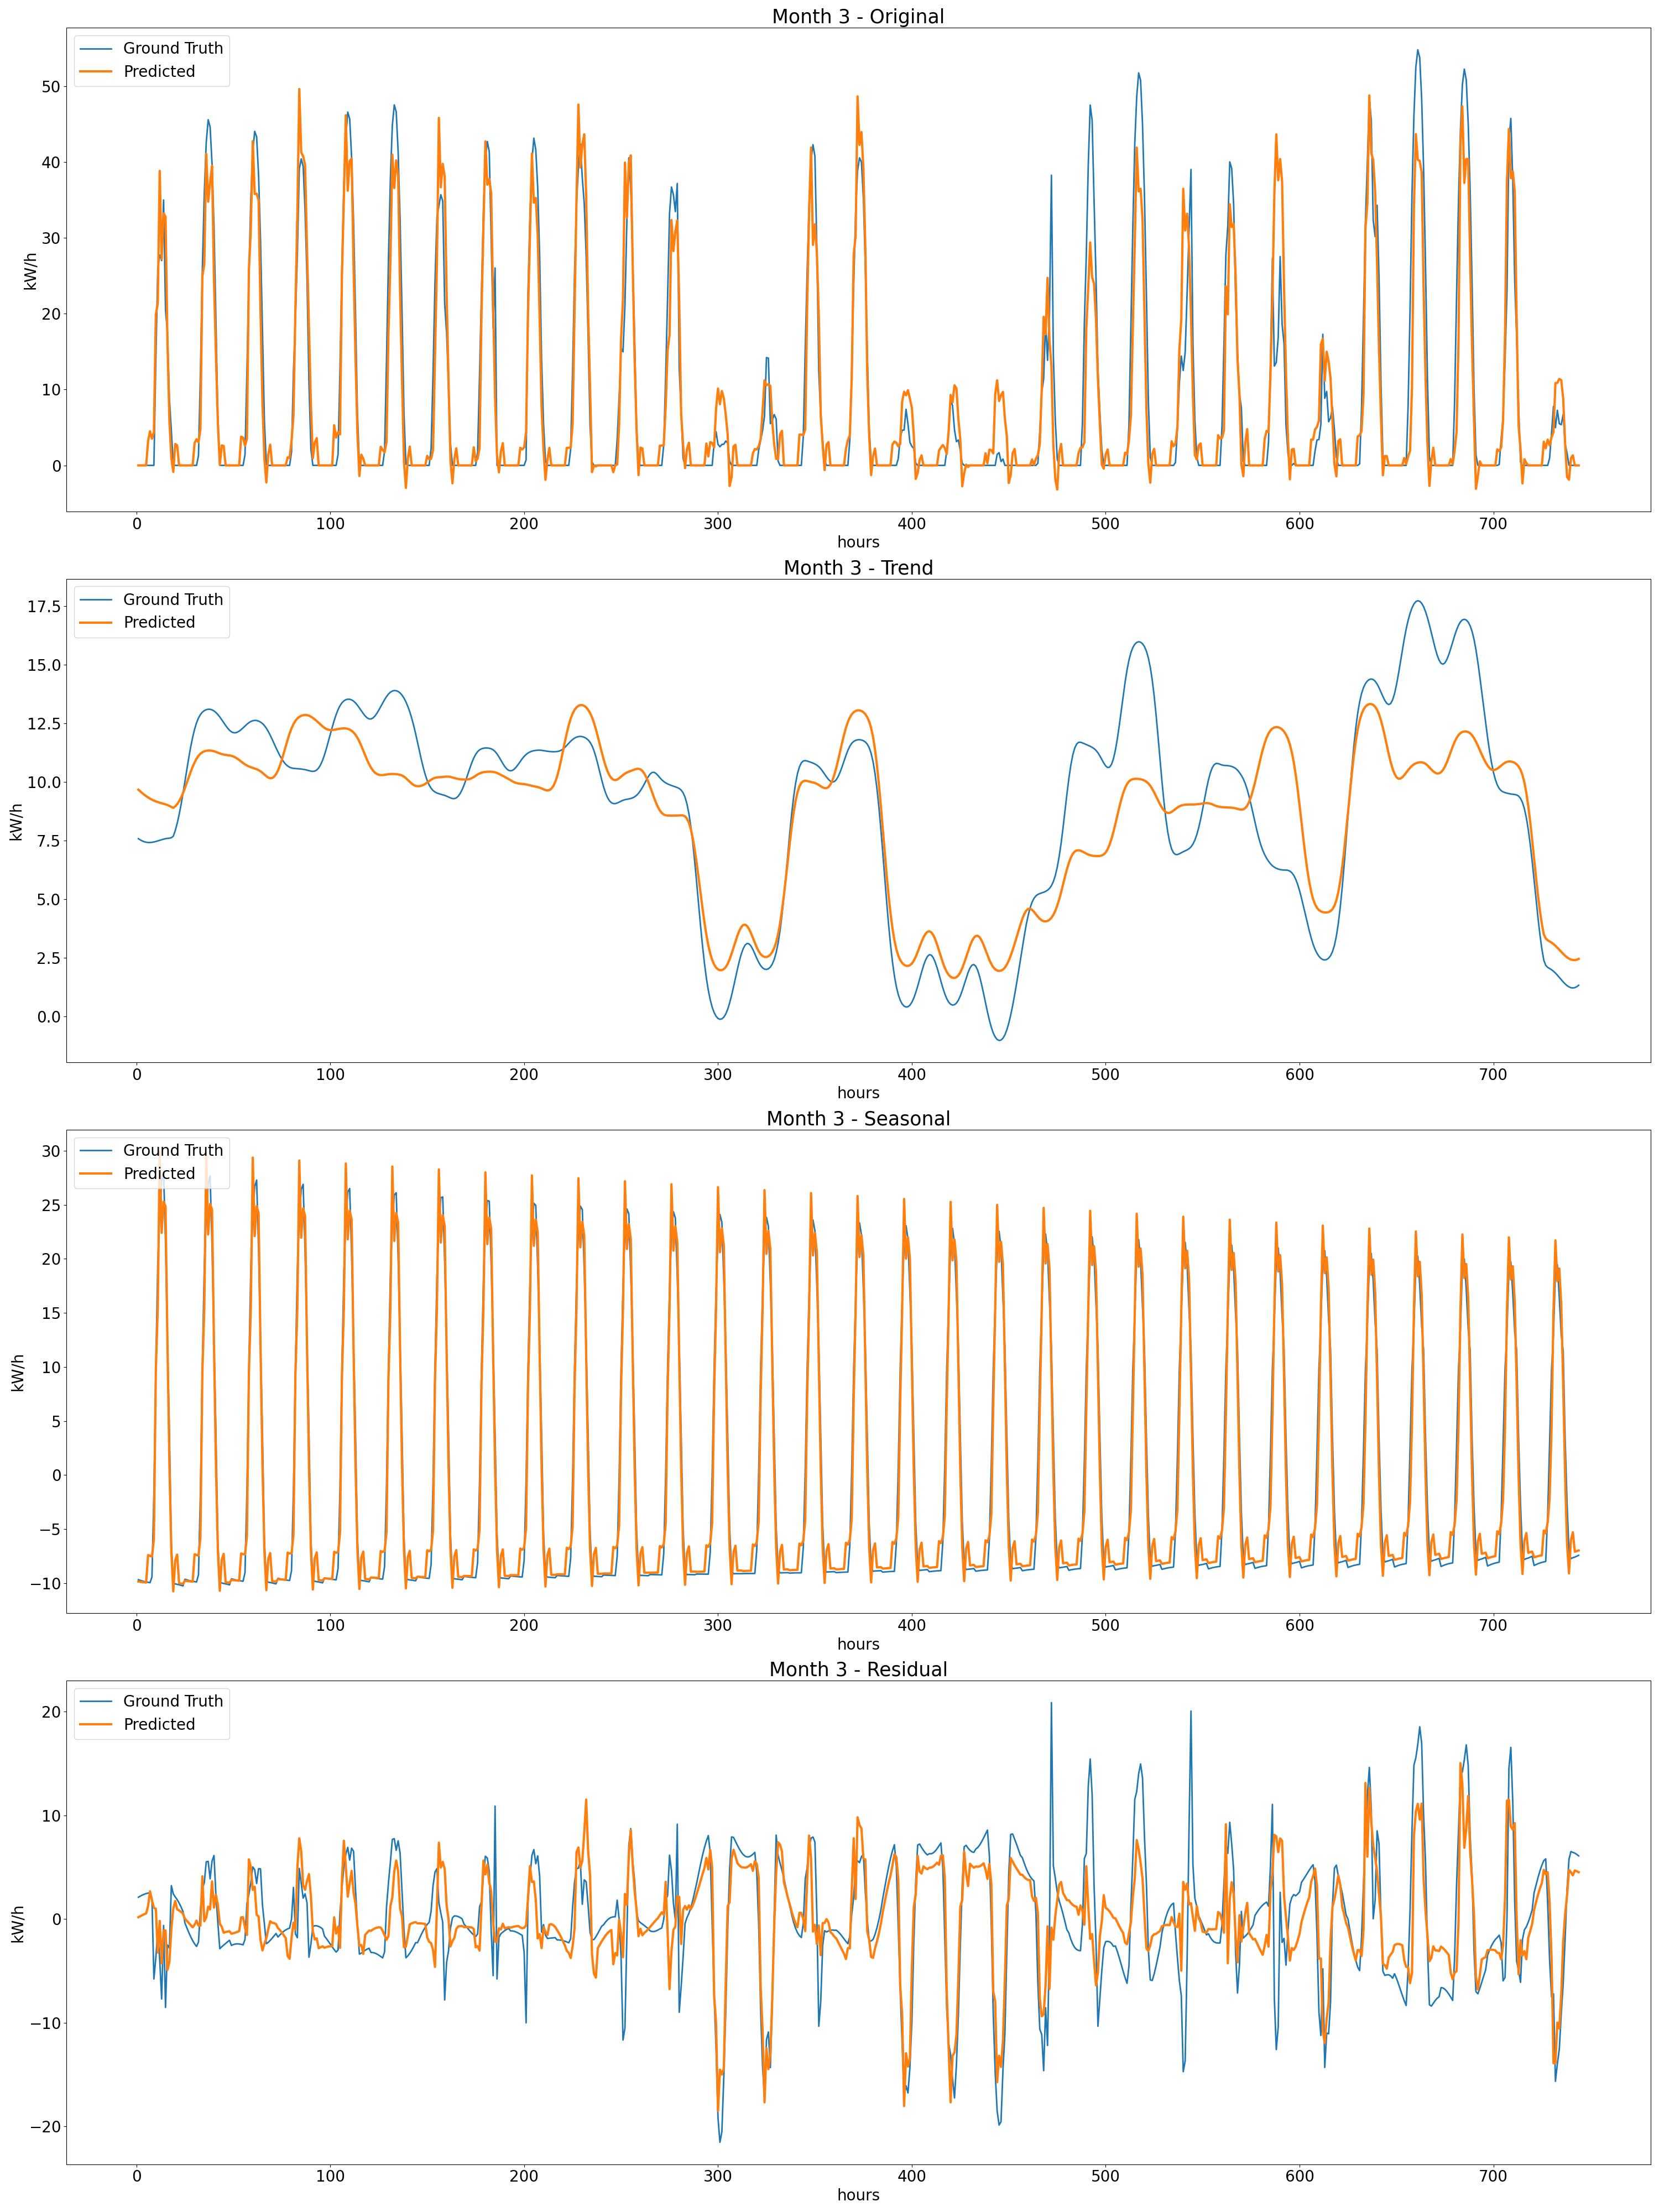 Month 3 - Original
Ground Truth
Predicted
kW/h
50
40
30
20
10
0
0 100 200 300 400 500 600 700
hours
Month 3 - Trend
Ground Truth
Predicted
kW/h
17.5
15.0
12.5
10.0
7.5
5.0
2.5
0.0
0 100 200 300 400 500 600 700
hours
Month 3 - Seasonal
Ground Truth
Predicted
kW/h
30
25
20
15
10
5
0
−5
−10
0 100 200 300 400 500 600 700
hours
Month 3 - Residual
Ground Truth
Predicted
kW/h
20
10
0
−10
−20
0 100 200 300 400 500 600 700
hours